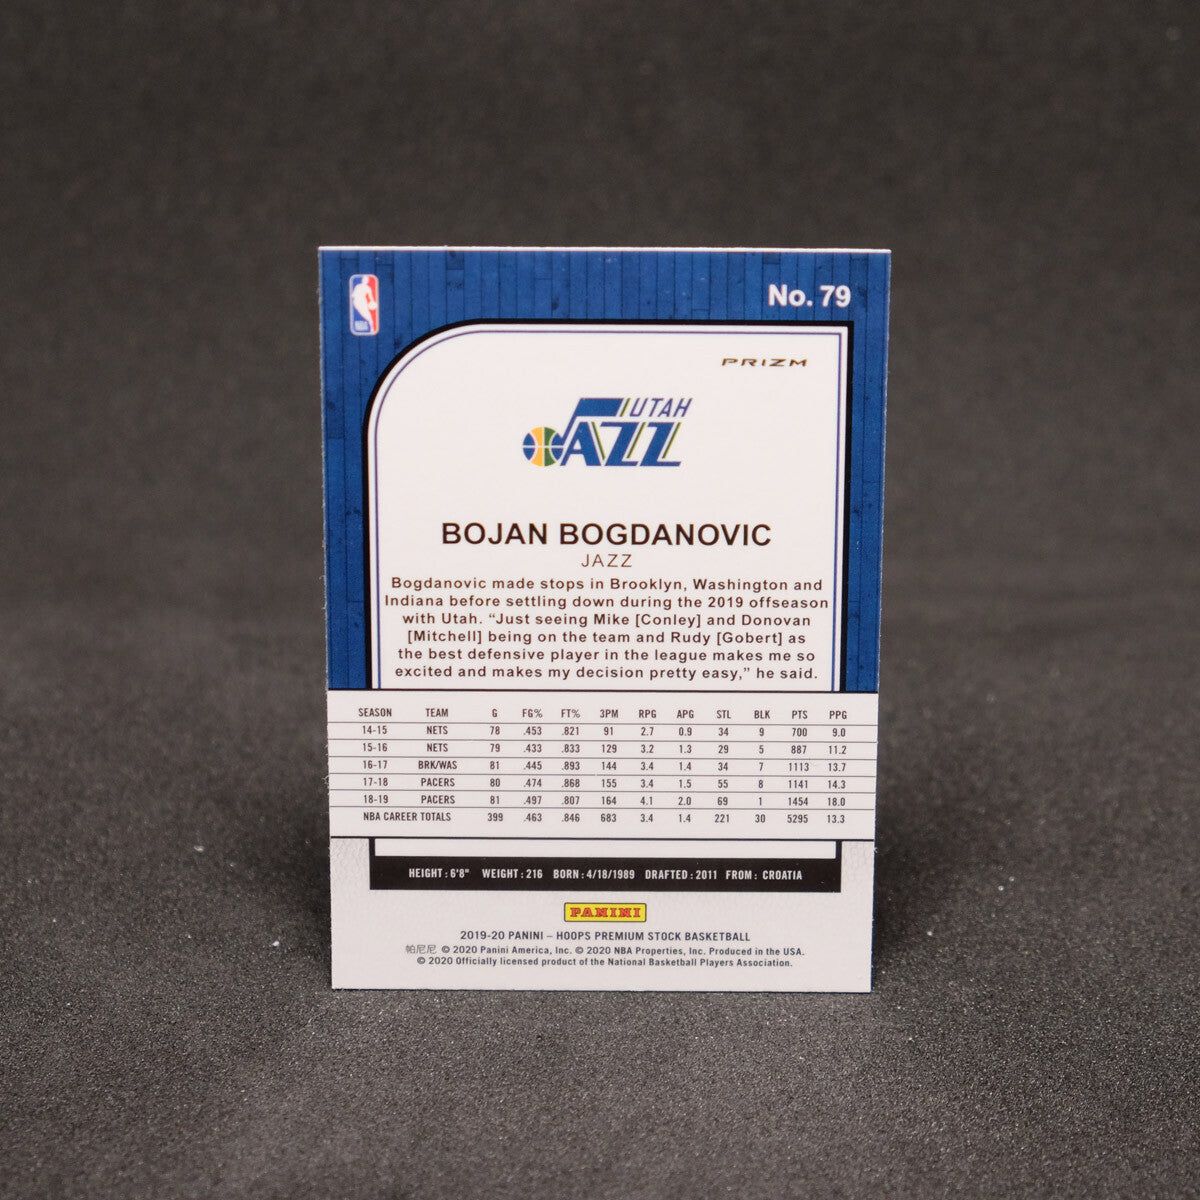 No. 79
PRIZM
UTAH
JAZZ
BOJAN BOGDANOVIC
JAZZ
Bogdanovic made stops in Brooklyn, Washington and
Indiana before settling down during the 2019 offseason
with Utah. “Just seeing Mike [Conley] and Donovan
[Mitchell] being on the team and Rudy [Gobert] as
the best defensive player in the league makes me so
excited and makes my decision pretty easy,” he said.
SEASON TEAM G FG% FT% 3PM RPG APG STL BLK PTS PPG
14-15 NETS 78 .453 .821 91 2.7 0.9 34 9 700 9.0
15-16 NETS 79 .433 .833 129 3.2 1.3 29 5 887 11.2
16-17 BRK/WAS 81 .445 .893 144 3.4 1.4 34 7 1113 13.7
17-18 PACERS 80 .474 .868 155 3.4 1.5 55 8 1141 14.3
18-19 PACERS 81 .497 .807 164 4.1 2.0 69 1 1454 18.0
NBA CAREER TOTALS 399 .463 .846 683 3.4 1.4 221 30 5295 13.3
HEIGHT : 6'8" WEIGHT : 216 BORN : 4/18/1989 DRAFTED : 2011 FROM : CROATIA
PANINI
2019-20 PANINI – HOOPS PREMIUM STOCK BASKETBALL
帕尼尼 © 2020 Panini America, Inc. © 2020 NBA Properties, Inc. Produced in the USA.
© 2020 Officially licensed product of the National Basketball Players Association.